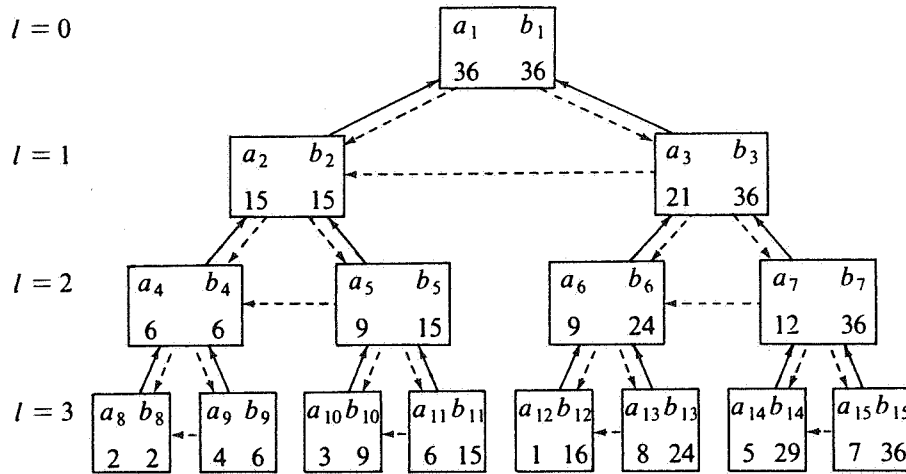 l = 0
a₁ b₁
36 36
l = 1
a₂ b₂ a₃ b₃
15 15 21 36
l = 2
a₄ b₄ a₅ b₅ a₆ b₆ a₇ b₇
6 6 9 15 9 24 12 36
l = 3
a₈ b₈ a₉ b₉ a₁₀ b₁₀ a₁₁ b₁₁ a₁₂ b₁₂ a₁₃ b₁₃ a₁₄ b₁₄ a₁₅ b₁₅
2 2 4 6 3 9 6 15 1 16 8 24 5 29 7 36